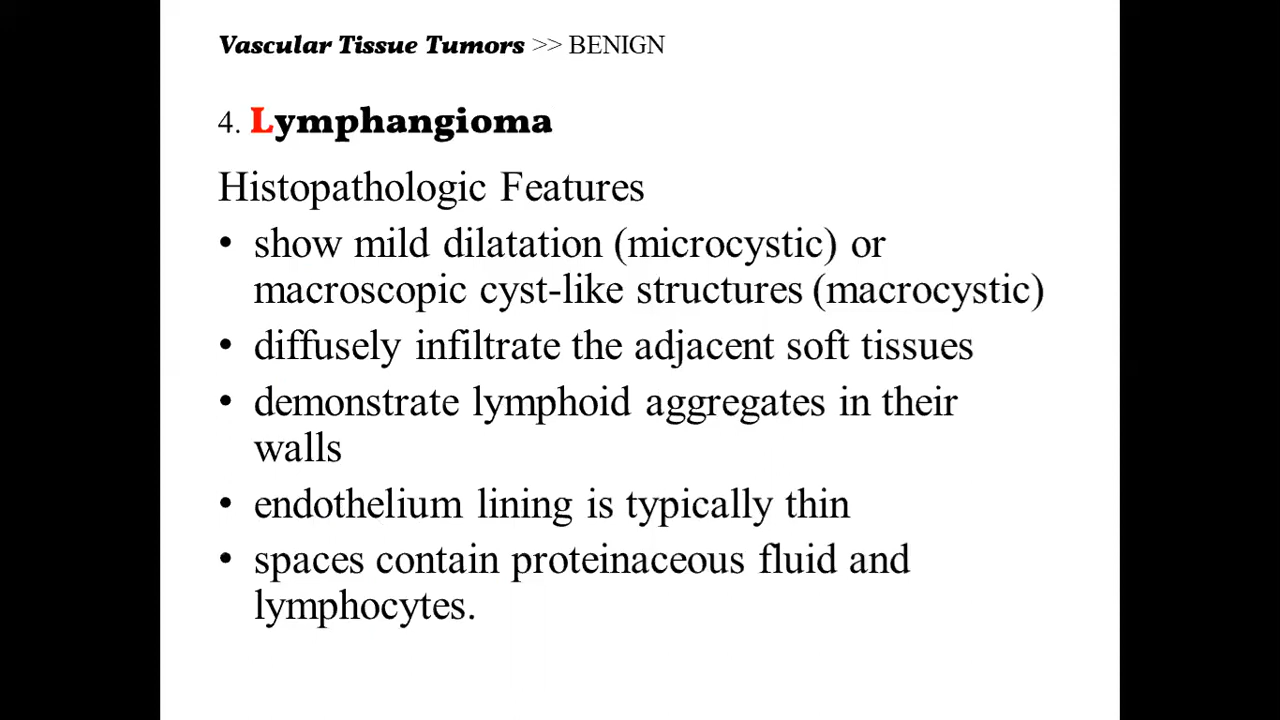 Vascular Tissue Tumors >> BENIGN
4. Lymphangioma
Histopathologic Features
• show mild dilatation (microcystic) or
macroscopic cyst-like structures (macrocystic)
• diffusely infiltrate the adjacent soft tissues
• demonstrate lymphoid aggregates in their
walls
• endothelium lining is typically thin
• spaces contain proteinaceous fluid and
lymphocytes.